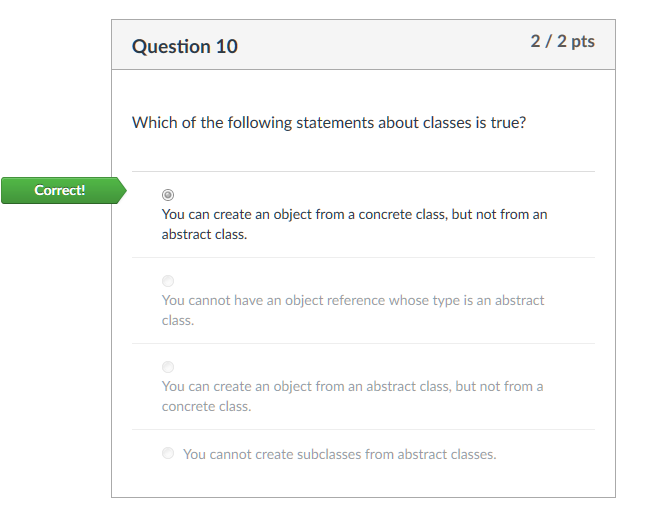 Question 10
2 / 2 pts
Which of the following statements about classes is true?
Correct!
You can create an object from a concrete class, but not from an
abstract class.
You cannot have an object reference whose type is an abstract
class.
You can create an object from an abstract class, but not from a
concrete class.
You cannot create subclasses from abstract classes.